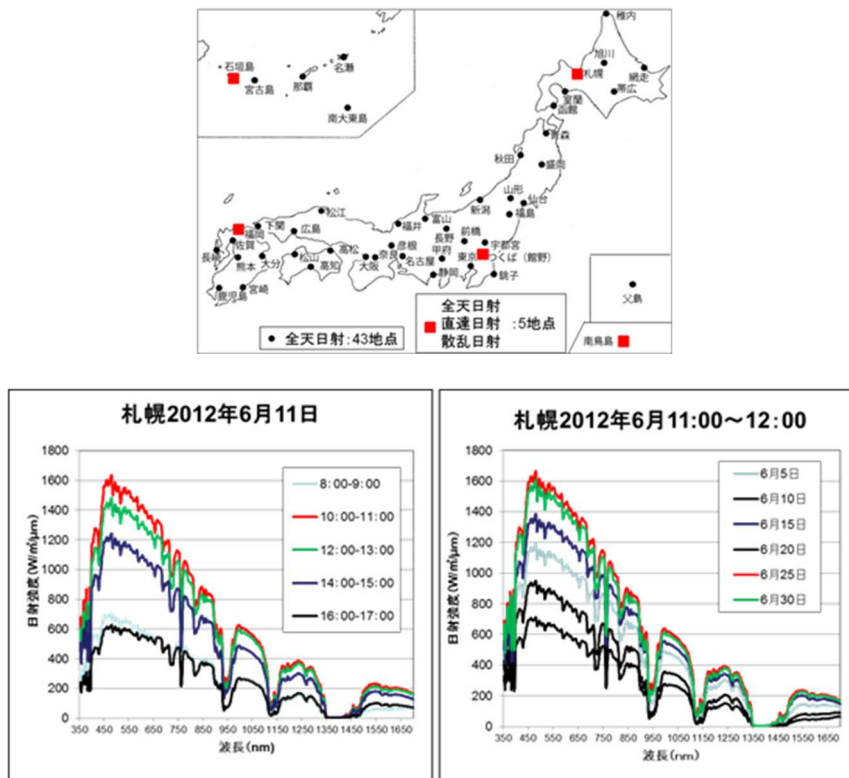 稚内
旭川
札幌
網走
帯広
室蘭
函館
青森
秋田
盛岡
山形
仙台
新潟
福島
石垣島
宮古島
那覇
名瀬
南大東島
松江
福井
富山
長野
前橋
宇都宮
つくば（館野）
下関
福岡
佐賀
広島
彦根
甲府
東京
銚子
長崎
熊本
大分
松山
高松
高知
大阪
奈良
名古屋
静岡
鹿児島
宮崎
父島
南鳥島
全天日射:43地点
全天日射
直達日射 :5地点
散乱日射
札幌2012年6月11日
日射強度(W/㎡/μm)
1800
1600
1400
1200
1000
800
600
400
200
0
350 450 550 650 750 850 950 1050 1150 1250 1350 1450 1550 1650
波長(nm)
8:00-9:00
10:00-11:00
12:00-13:00
14:00-15:00
16:00-17:00
札幌2012年6月11:00～12:00
日射強度(W/㎡/μm)
1800
1600
1400
1200
1000
800
600
400
200
0
350 450 550 650 750 850 950 1050 1150 1250 1350 1450 1550 1650
波長(nm)
6月5日
6月10日
6月15日
6月20日
6月25日
6月30日